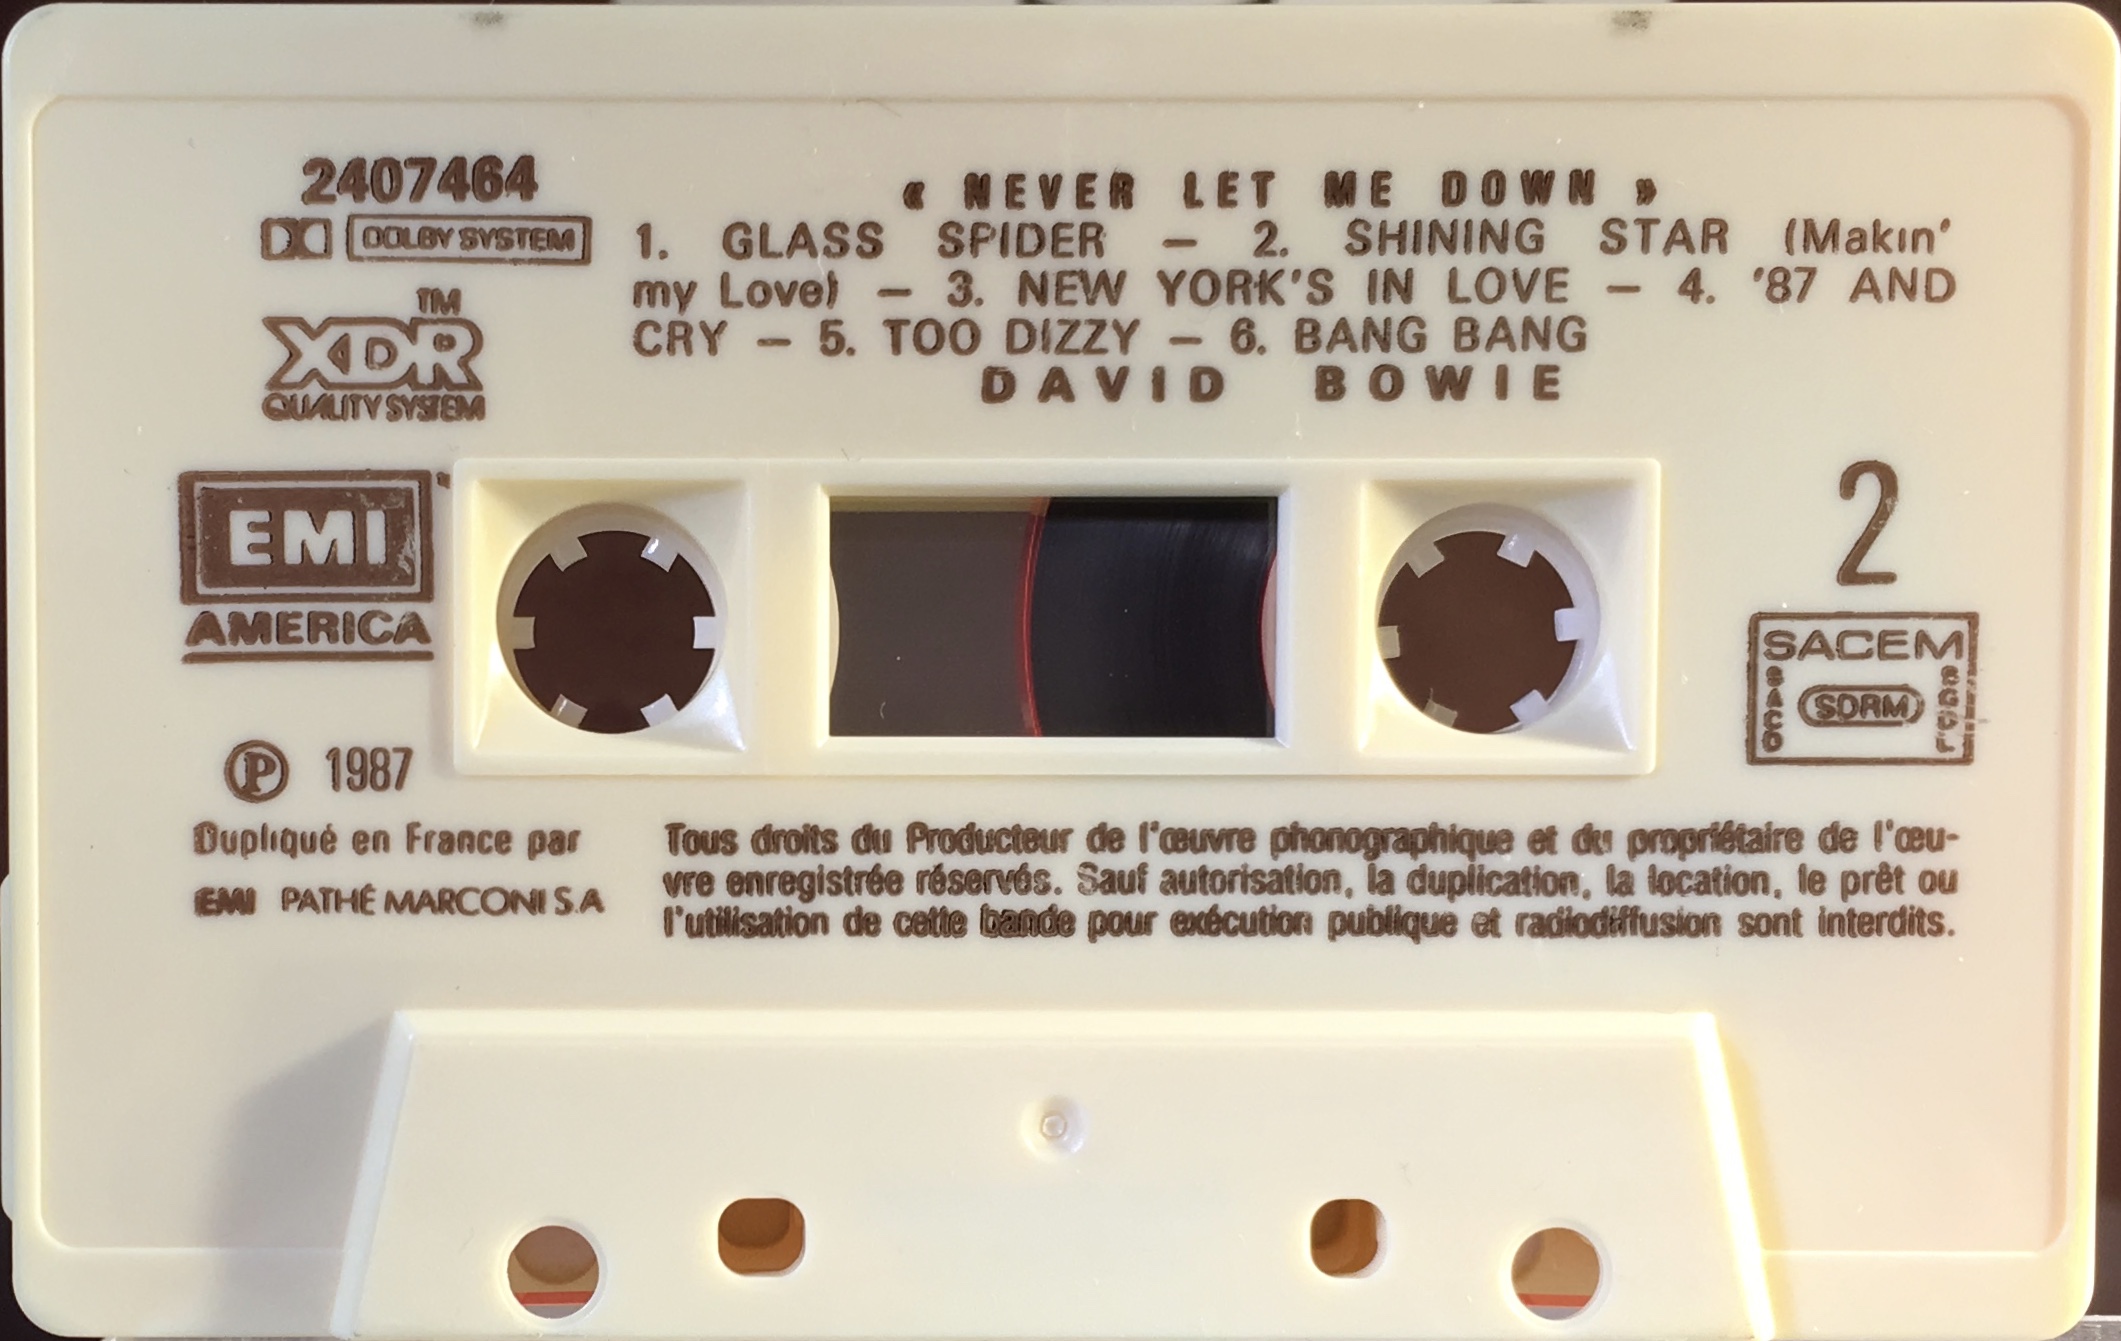 2407464
DOLBY SYSTEM
TM
XDR
QUALITY SYSTEM
« NEVER LET ME DOWN »
1. GLASS SPIDER — 2. SHINING STAR (Makin'
my Love) — 3. NEW YORK'S IN LOVE — 4. '87 AND
CRY — 5. TOO DIZZY — 6. BANG BANG
DAVID BOWIE
EMI
AMERICA
2
SACEM
SACD
SDRM
SGDL
Ⓟ 1987
Dupliqué en France par
EMI PATHÉ MARCONI S.A
Tous droits du Producteur de l'œuvre phonographique et du propriétaire de l'œu-
vre enregistrée réservés. Sauf autorisation, la duplication, la location, le prêt ou
l'utilisation de cette bande pour exécution publique et radiodiffusion sont interdits.